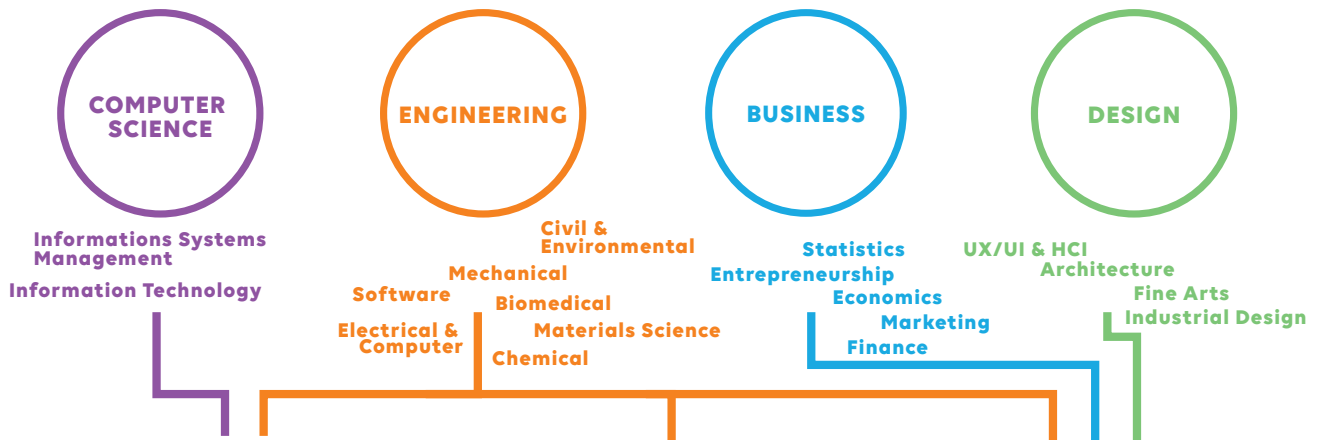 COMPUTER
SCIENCE
ENGINEERING
BUSINESS
DESIGN
Informations Systems
Management
Information Technology
Civil &
Environmental
Mechanical
Software
Biomedical
Electrical &
Computer
Materials Science
Chemical
Statistics
Entrepreneurship
Economics
Marketing
Finance
UX/UI & HCI
Architecture
Fine Arts
Industrial Design